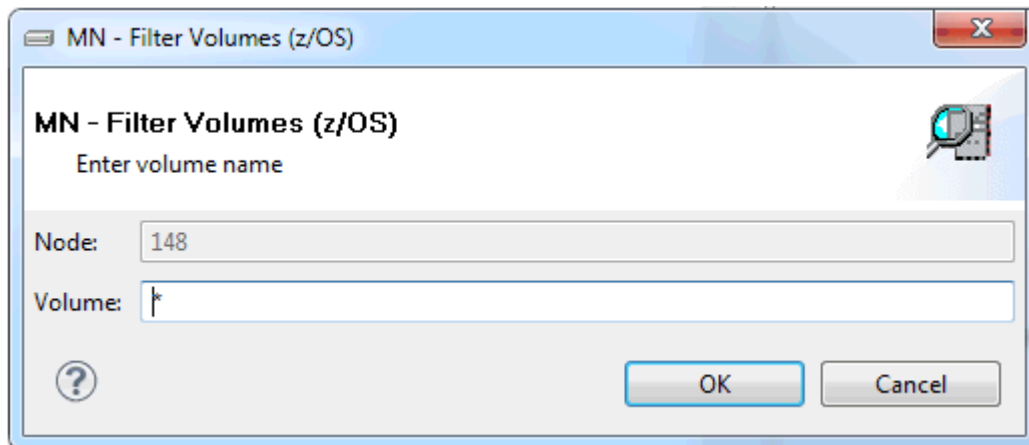 MN - Filter Volumes (z/OS)
MN - Filter Volumes (z/OS)
Enter volume name
Node: 148
Volume: *
? OK Cancel